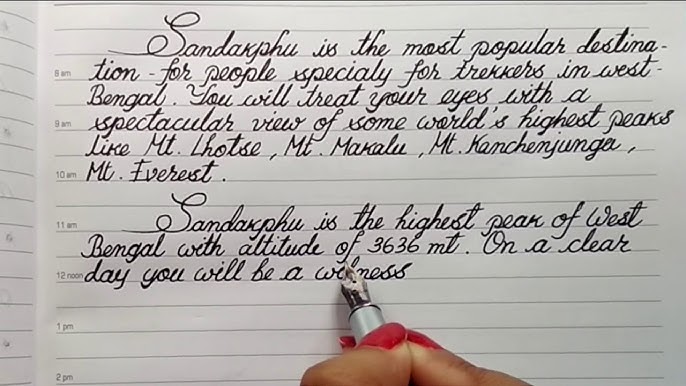 Sandakphu is the most popular destina-
8 am tion - for people specialy for trekkers in west-
Bengal. You will treat your eyes with a
9 am spectacular view of some world's highest peaks
like Mt. Lhotse, Mt. Makalu, Mt. Kanchenjunga,
10 am Mt. Everest.
11 am Sandakphu is the highest peak of West
Bengal with altitude of 3636 mt. On a clear
12 noon day you will be a witness
1 pm
2 pm